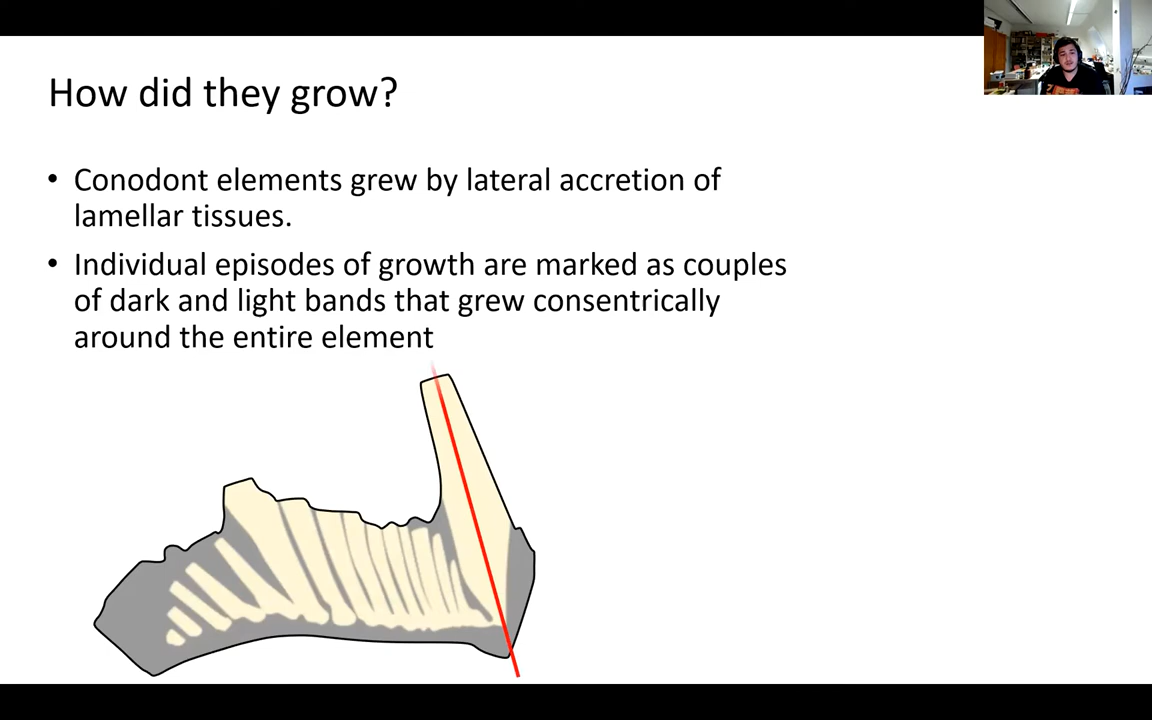 How did they grow?
• Conodont elements grew by lateral accretion of
lamellar tissues.
• Individual episodes of growth are marked as couples
of dark and light bands that grew consentrically
around the entire element